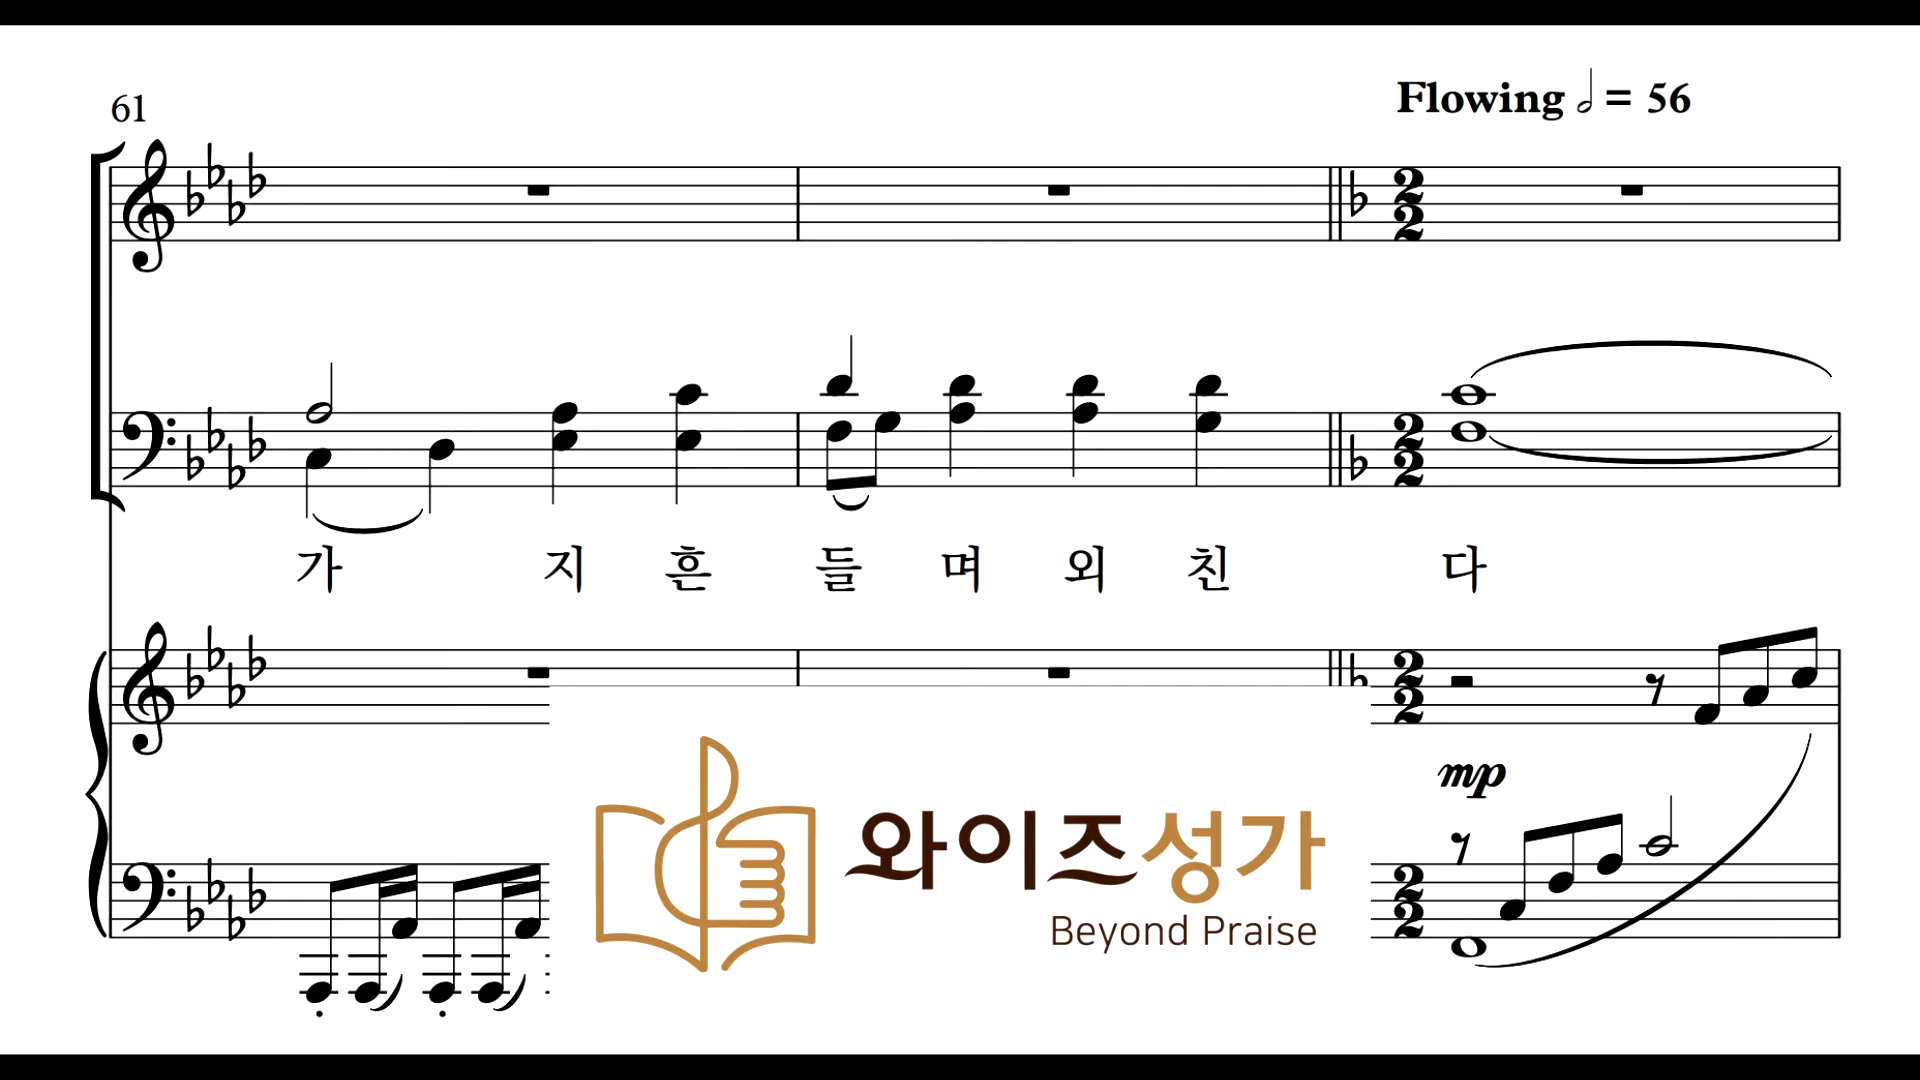 61
Flowing 𝅗𝅥 = 56
가 지 흔 들 며 외 친 다
mp
와이즈성가
Beyond Praise